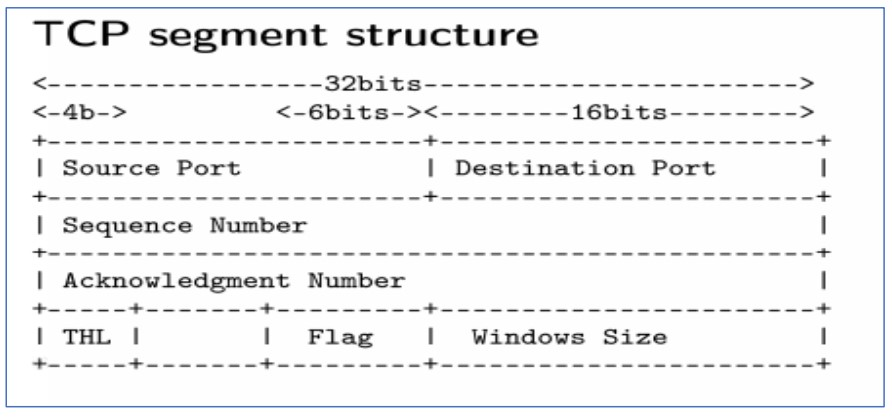 TCP segment structure
<-----------------32bits----------------------->
<-4b->         <-6bits-><--------16bits-------->
+-----------------------+-----------------------+
| Source Port           | Destination Port      |
+-----------------------+-----------------------+
| Sequence Number                               |
+-----------------------------------------------+
| Acknowledgment Number                         |
+-----+-------+---------+-----------------------+
| THL |       |  Flag   |  Windows Size         |
+-----+-------+---------+-----------------------+